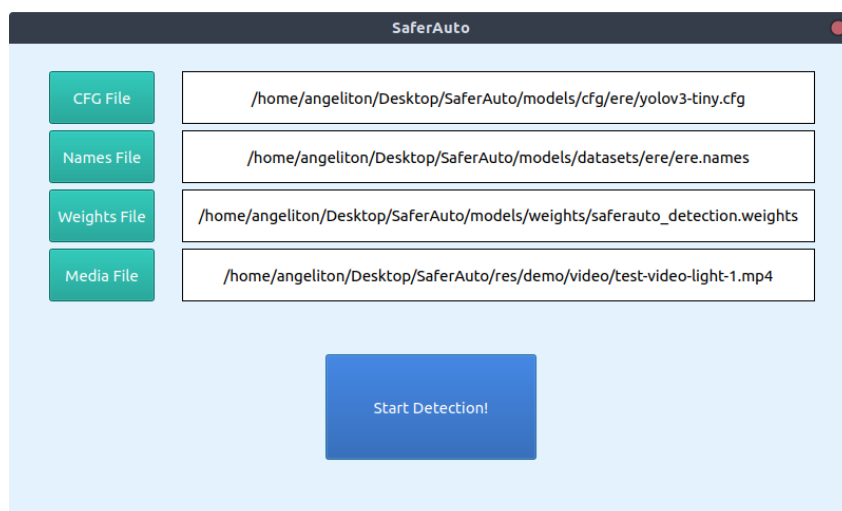 SaferAuto
CFG File
/home/angeliton/Desktop/SaferAuto/models/cfg/ere/yolov3-tiny.cfg
Names File
/home/angeliton/Desktop/SaferAuto/models/datasets/ere/ere.names
Weights File
/home/angeliton/Desktop/SaferAuto/models/weights/saferauto_detection.weights
Media File
/home/angeliton/Desktop/SaferAuto/res/demo/video/test-video-light-1.mp4
Start Detection!